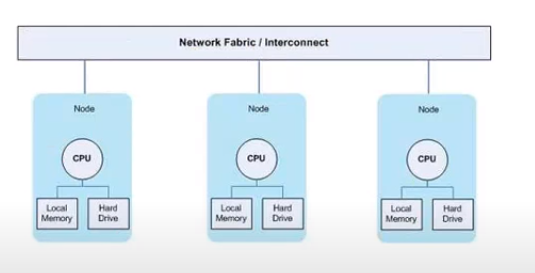 Network Fabric / Interconnect
Node
CPU
Local
Memory
Hard
Drive
Node
CPU
Local
Memory
Hard
Drive
Node
CPU
Local
Memory
Hard
Drive